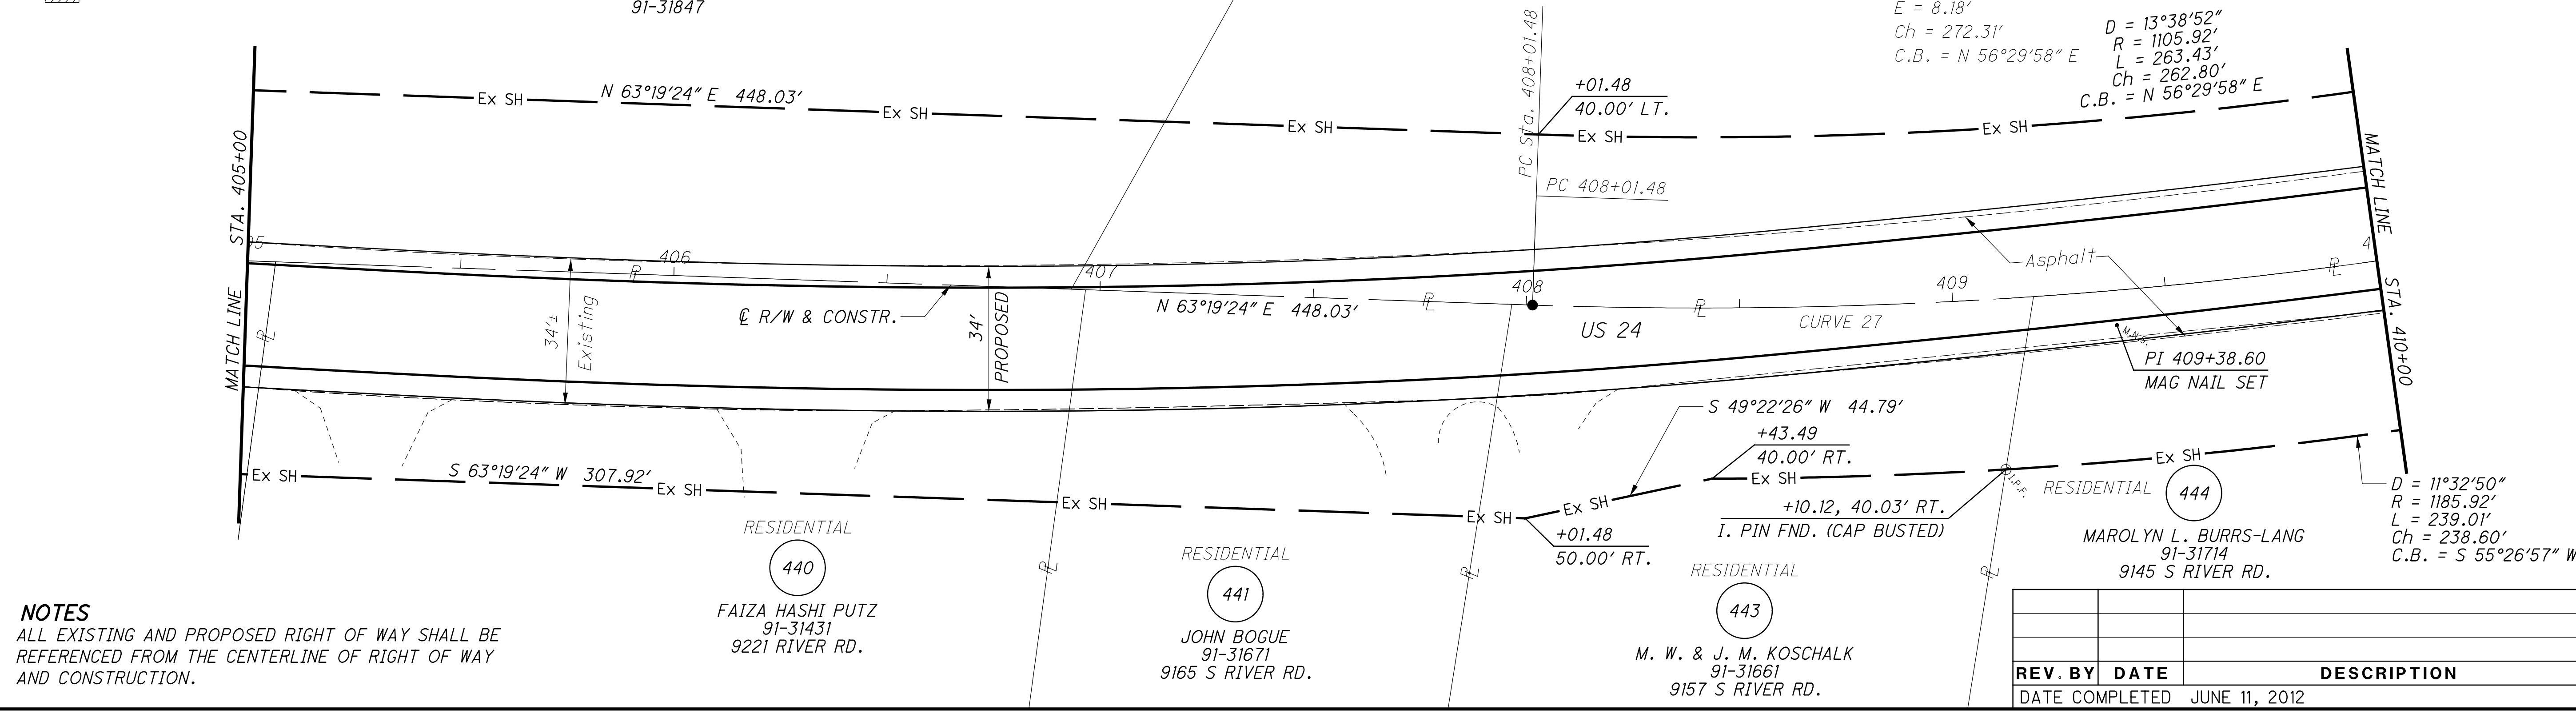 91-31847
E = 8.18'
Ch = 272.31'
C.B. = N 56°29'58" E
D = 13°38'52"
R = 1105.92'
L = 263.43'
Ch = 262.80'
C.B. = N 56°29'58" E
N 63°19'24" E 448.03'
Ex SH
Ex SH
Ex SH
Ex SH
Ex SH
+01.48
40.00' LT.
PC Sta. 408+01.48
PC 408+01.48
MATCH LINE STA. 405+00
MATCH LINE STA. 410+00
05
406
407
408
409
4
PL
PL
PL
PL
PL
34'±
Existing
℄ R/W & CONSTR.
34'
PROPOSED
N 63°19'24" E 448.03'
US 24
CURVE 27
Asphalt
M.N.S.
PI 409+38.60
MAG NAIL SET
S 49°22'26" W 44.79'
+43.49
40.00' RT.
Ex SH
S 63°19'24" W 307.92'
Ex SH
Ex SH
Ex SH
Ex SH
Ex SH
Ex SH
+01.48
50.00' RT.
+10.12, 40.03' RT.
I. PIN FND. (CAP BUSTED)
I.P.F.
D = 11°32'50"
R = 1185.92'
L = 239.01'
Ch = 238.60'
C.B. = S 55°26'57" W
RESIDENTIAL
440
FAIZA HASHI PUTZ
91-31431
9221 RIVER RD.
PL
RESIDENTIAL
441
JOHN BOGUE
91-31671
9165 S RIVER RD.
PL
RESIDENTIAL
443
M. W. & J. M. KOSCHALK
91-31661
9157 S RIVER RD.
PL
RESIDENTIAL
444
MAROLYN L. BURRS-LANG
91-31714
9145 S RIVER RD.
NOTES
ALL EXISTING AND PROPOSED RIGHT OF WAY SHALL BE
REFERENCED FROM THE CENTERLINE OF RIGHT OF WAY
AND CONSTRUCTION.
REV. BY DATE DESCRIPTION
DATE COMPLETED JUNE 11, 2012